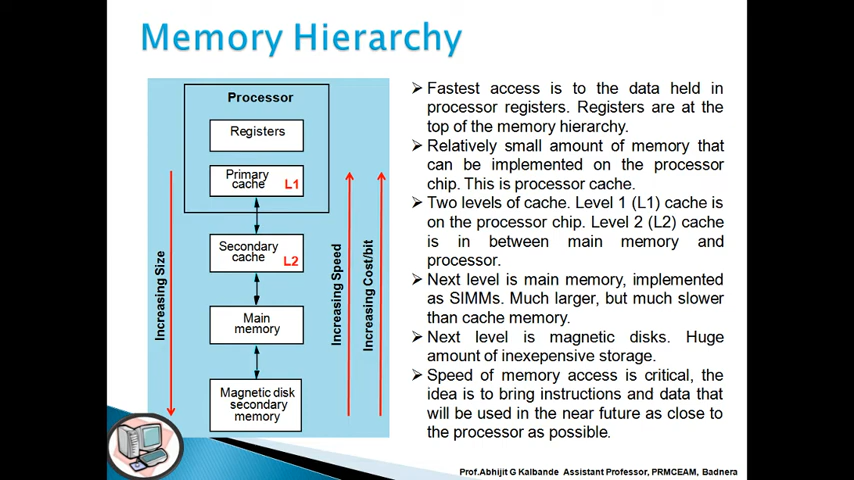 Memory Hierarchy
Processor
Registers
Primary
cache L1
Secondary
cache L2
Main
memory
Magnetic disk
secondary
memory
Increasing Size
Increasing Speed
Increasing Cost/bit
➢ Fastest access is to the data held in
processor registers. Registers are at the
top of the memory hierarchy.
➢ Relatively small amount of memory that
can be implemented on the processor
chip. This is processor cache.
➢ Two levels of cache. Level 1 (L1) cache is
on the processor chip. Level 2 (L2) cache
is in between main memory and
processor.
➢ Next level is main memory, implemented
as SIMMs. Much larger, but much slower
than cache memory.
➢ Next level is magnetic disks. Huge
amount of inexepensive storage.
➢ Speed of memory access is critical, the
idea is to bring instructions and data that
will be used in the near future as close to
the processor as possible.
Prof.Abhijit G Kalbande Assistant Professor, PRMCEAM, Badnera